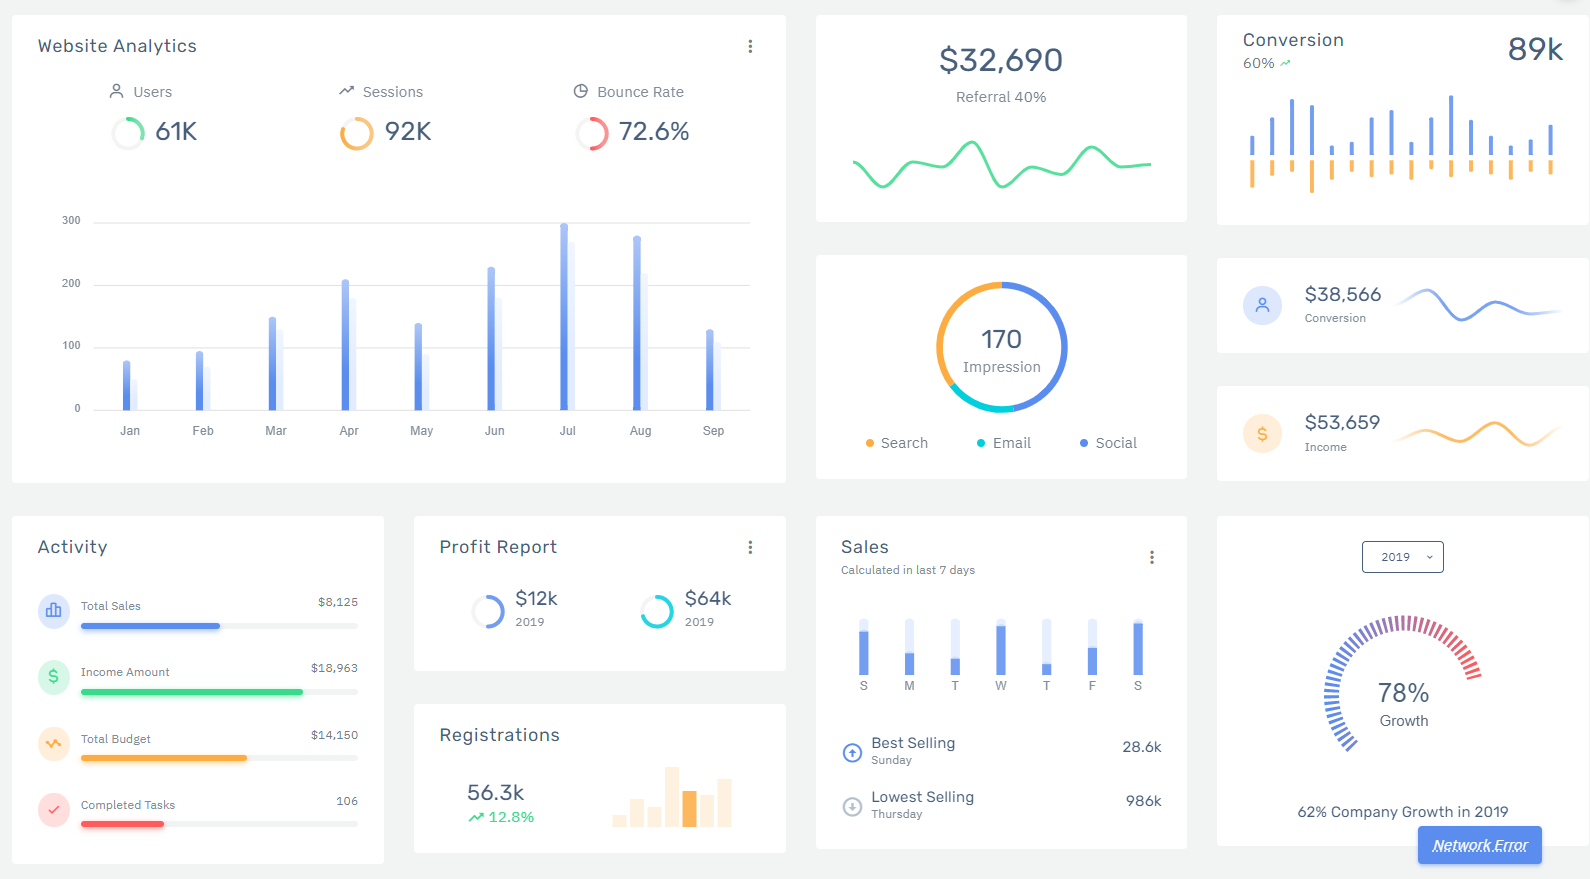 Website Analytics
Users
61K
Sessions
92K
Bounce Rate
72.6%
300
200
100
0
Jan Feb Mar Apr May Jun Jul Aug Sep
$32,690
Referral 40%
Conversion
60%
89k
170
Impression
Search Email Social
$38,566
Conversion
$53,659
Income
Activity
Total Sales $8,125
Income Amount $18,963
Total Budget $14,150
Completed Tasks 106
Profit Report
$12k
2019
$64k
2019
Registrations
56.3k
12.8%
Sales
Calculated in last 7 days
S M T W T F S
Best Selling
Sunday
28.6k
Lowest Selling
Thursday
986k
2019
78%
Growth
62% Company Growth in 2019
Network Error